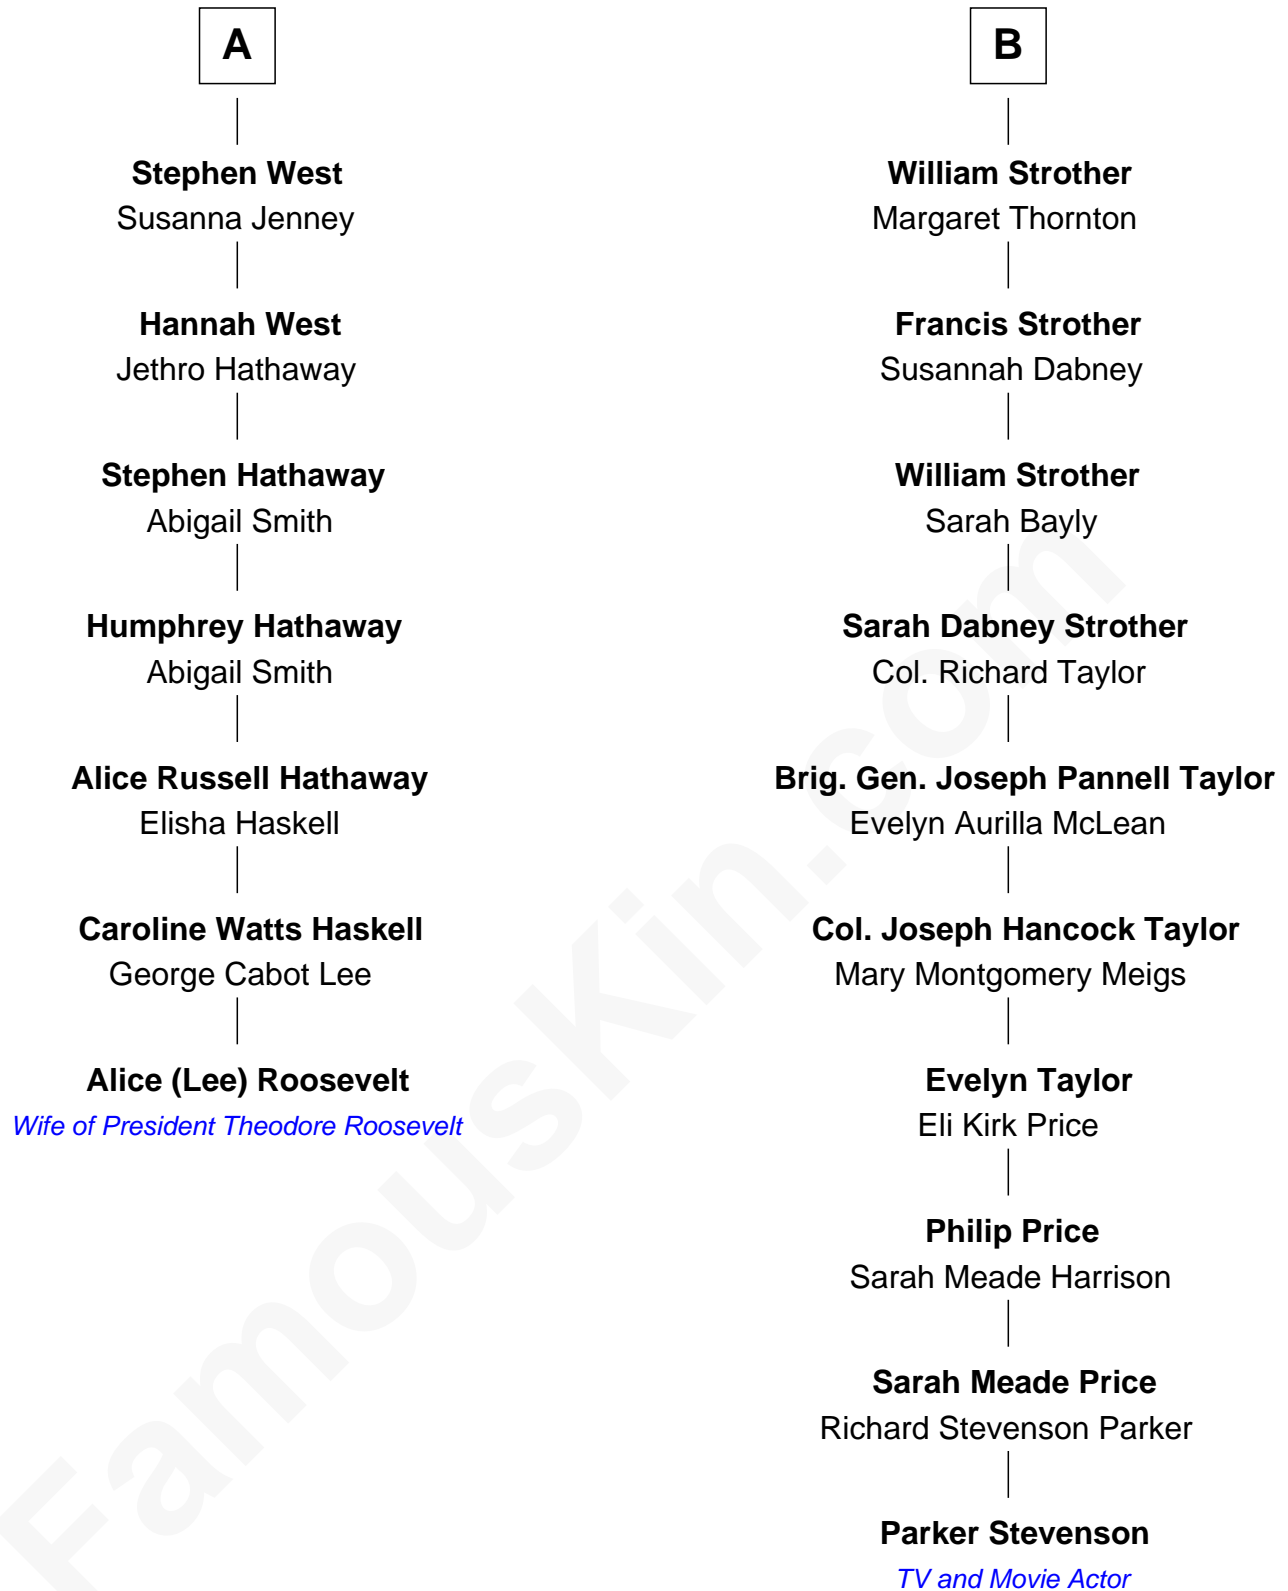 A
Stephen West
Susanna Jenney
Hannah West
Jethro Hathaway
Stephen Hathaway
Abigail Smith
Humphrey Hathaway
Abigail Smith
Alice Russell Hathaway
Elisha Haskell
Caroline Watts Haskell
George Cabot Lee
Alice (Lee) Roosevelt
Wife of President Theodore Roosevelt
B
William Strother
Margaret Thornton
Francis Strother
Susannah Dabney
William Strother
Sarah Bayly
Sarah Dabney Strother
Col. Richard Taylor
Brig. Gen. Joseph Pannell Taylor
Evelyn Aurilla McLean
Col. Joseph Hancock Taylor
Mary Montgomery Meigs
Evelyn Taylor
Eli Kirk Price
Philip Price
Sarah Meade Harrison
Sarah Meade Price
Richard Stevenson Parker
Parker Stevenson
TV and Movie Actor
FamousKin.com